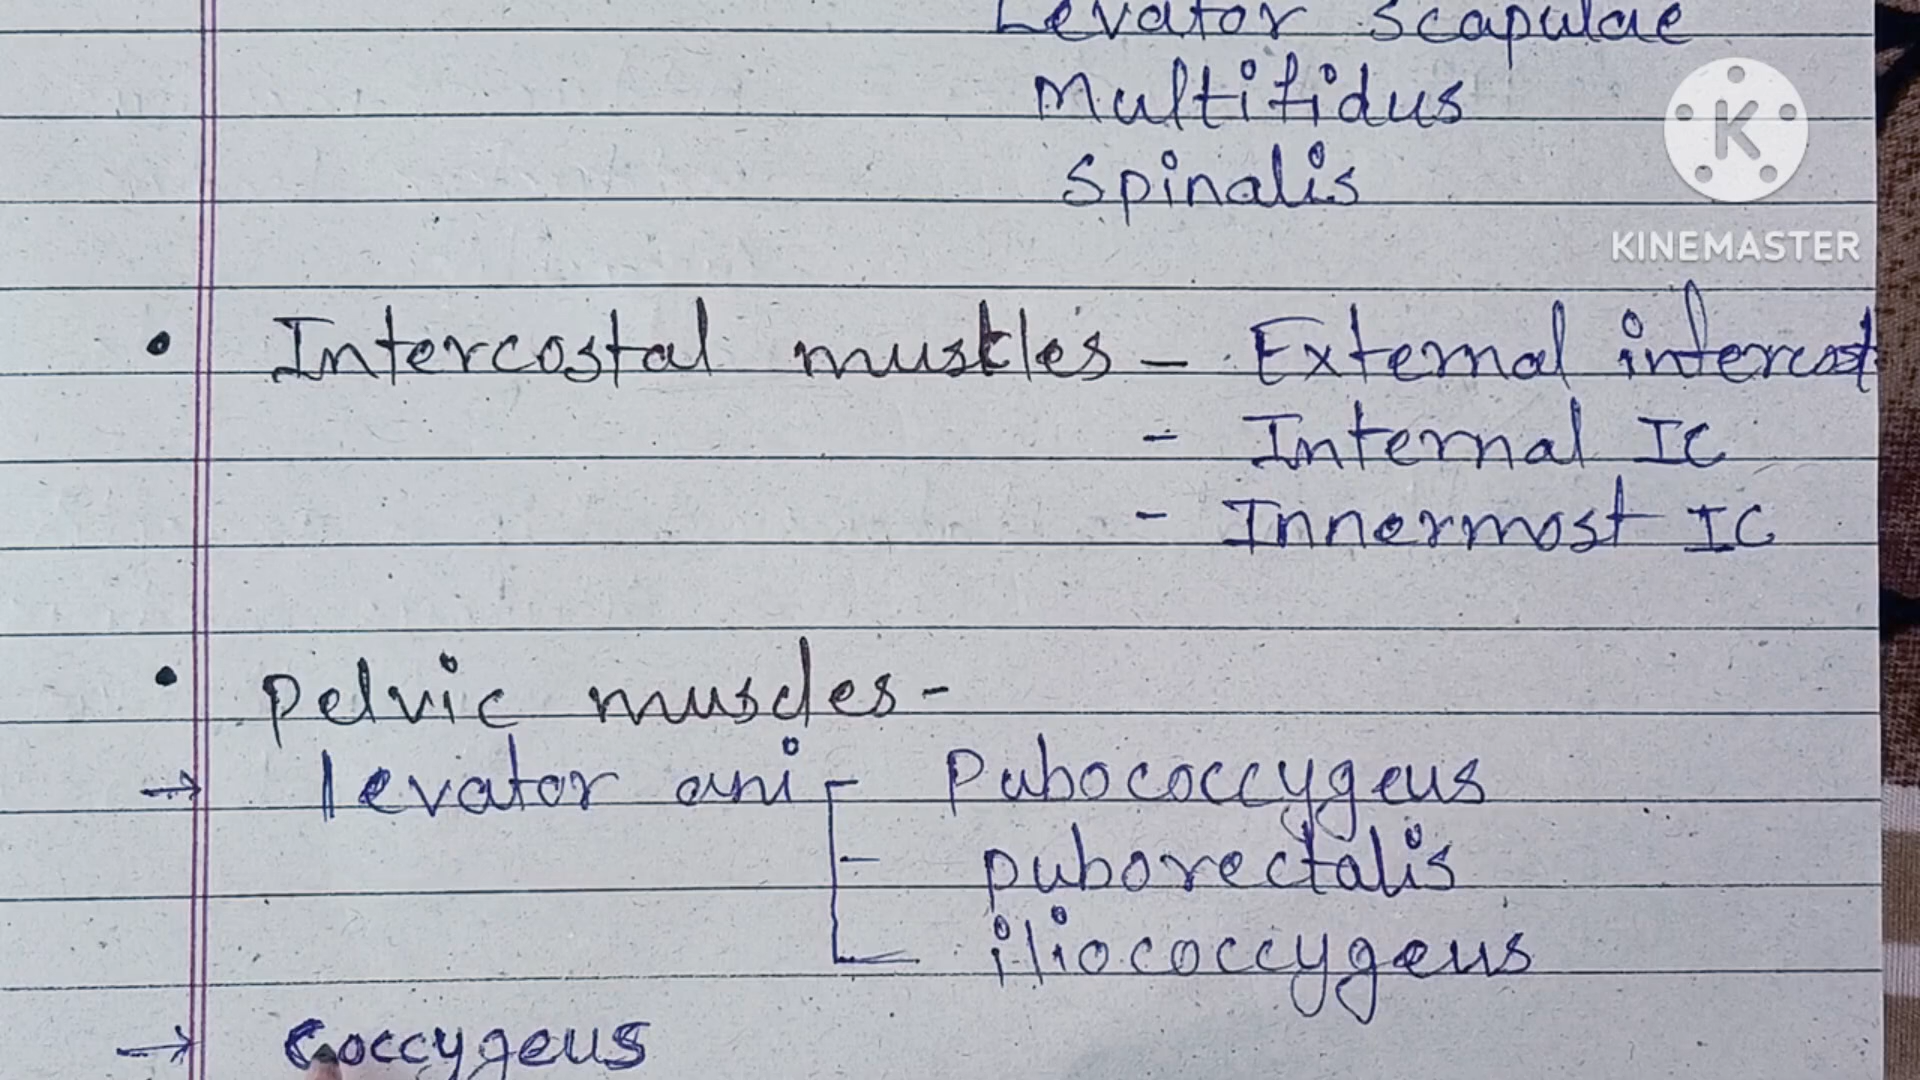 Levator scapulae
Multifidus
Spinalis
KINEMASTER
• Intercostal muscles - External intercost
- Internal IC
- Innermost IC
• Pelvic muscles -
→ levator ani - Pubococcygeus
- puborectalis
- iliococcygeus
→ coccygeus